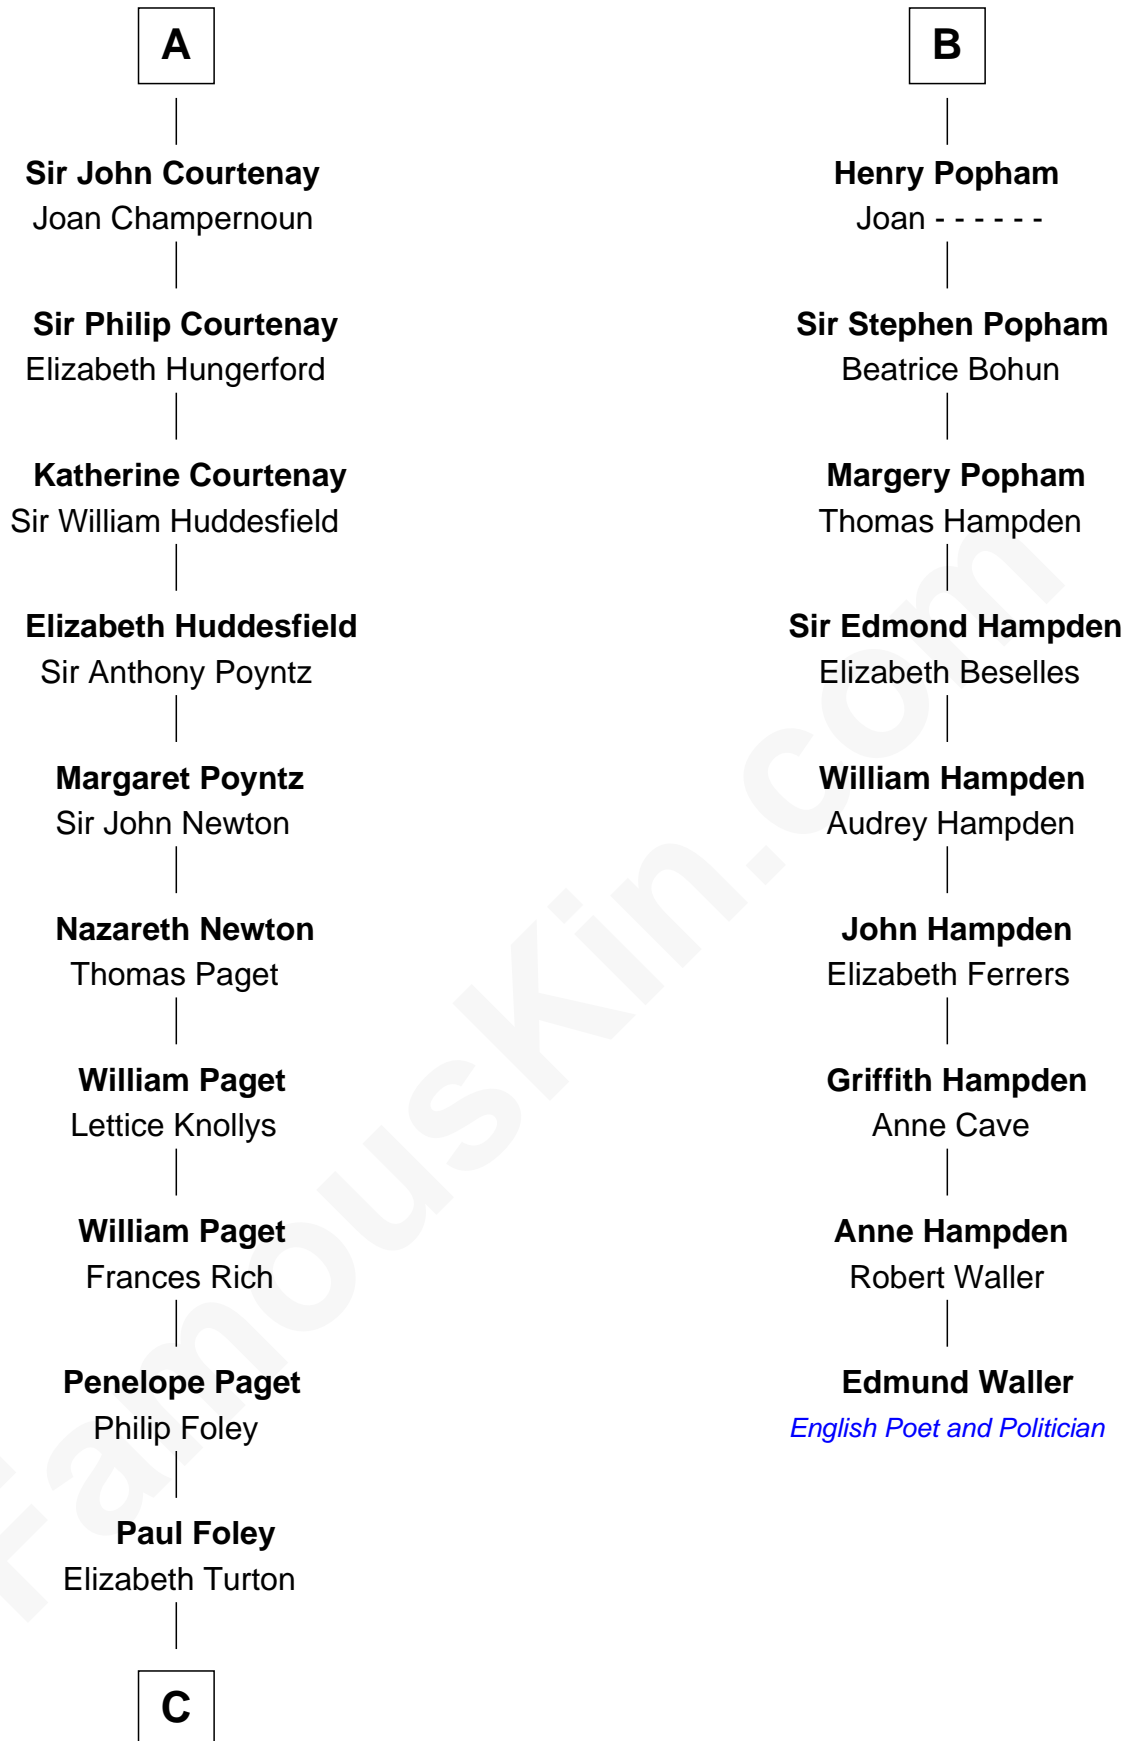 A
Sir John Courtenay
Joan Champernoun
Sir Philip Courtenay
Elizabeth Hungerford
Katherine Courtenay
Sir William Huddesfield
Elizabeth Huddesfield
Sir Anthony Poyntz
Margaret Poyntz
Sir John Newton
Nazareth Newton
Thomas Paget
William Paget
Lettice Knollys
William Paget
Frances Rich
Penelope Paget
Philip Foley
Paul Foley
Elizabeth Turton
C
B
Henry Popham
Joan - - - - - -
Sir Stephen Popham
Beatrice Bohun
Margery Popham
Thomas Hampden
Sir Edmond Hampden
Elizabeth Beselles
William Hampden
Audrey Hampden
John Hampden
Elizabeth Ferrers
Griffith Hampden
Anne Cave
Anne Hampden
Robert Waller
Edmund Waller
English Poet and Politician
FamousKin.com